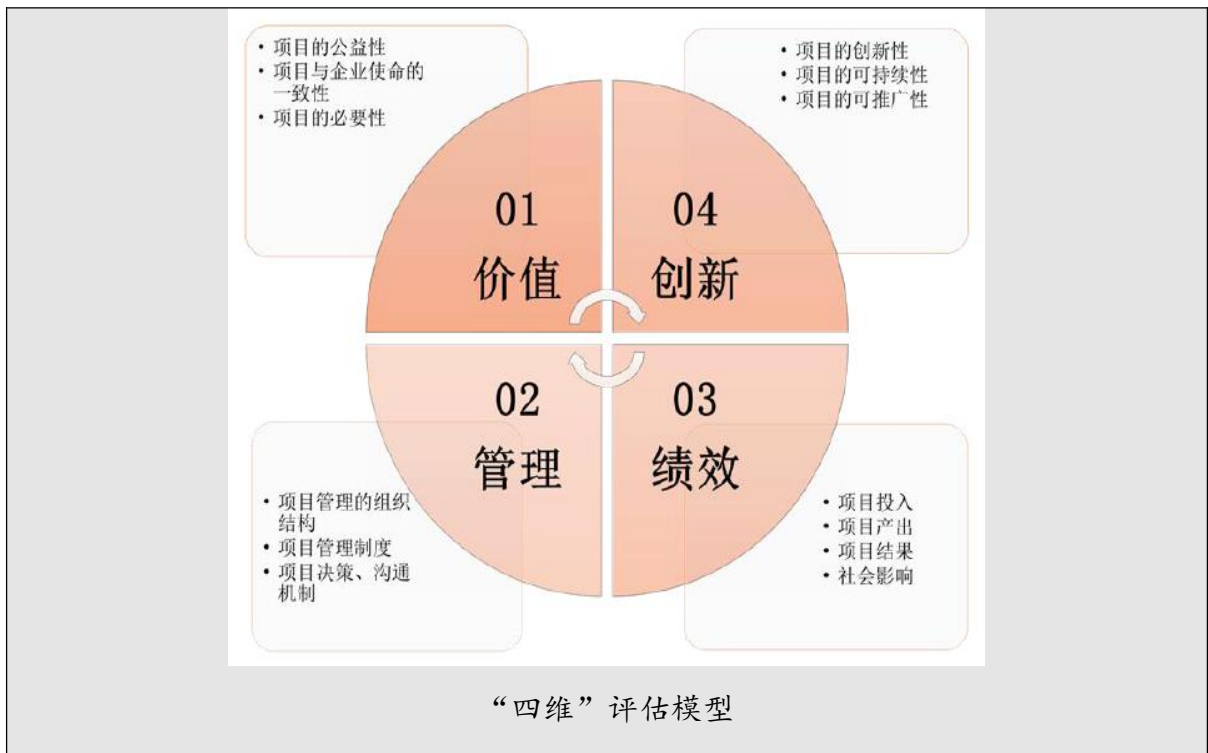 • 项目的公益性
• 项目与企业使命的
一致性
• 项目的必要性
01
价值
• 项目的创新性
• 项目的可持续性
• 项目的可推广性
04
创新
02
管理
• 项目管理的组织
结构
• 项目管理制度
• 项目决策、沟通
机制
03
绩效
• 项目投入
• 项目产出
• 项目结果
• 社会影响
“四维”评估模型